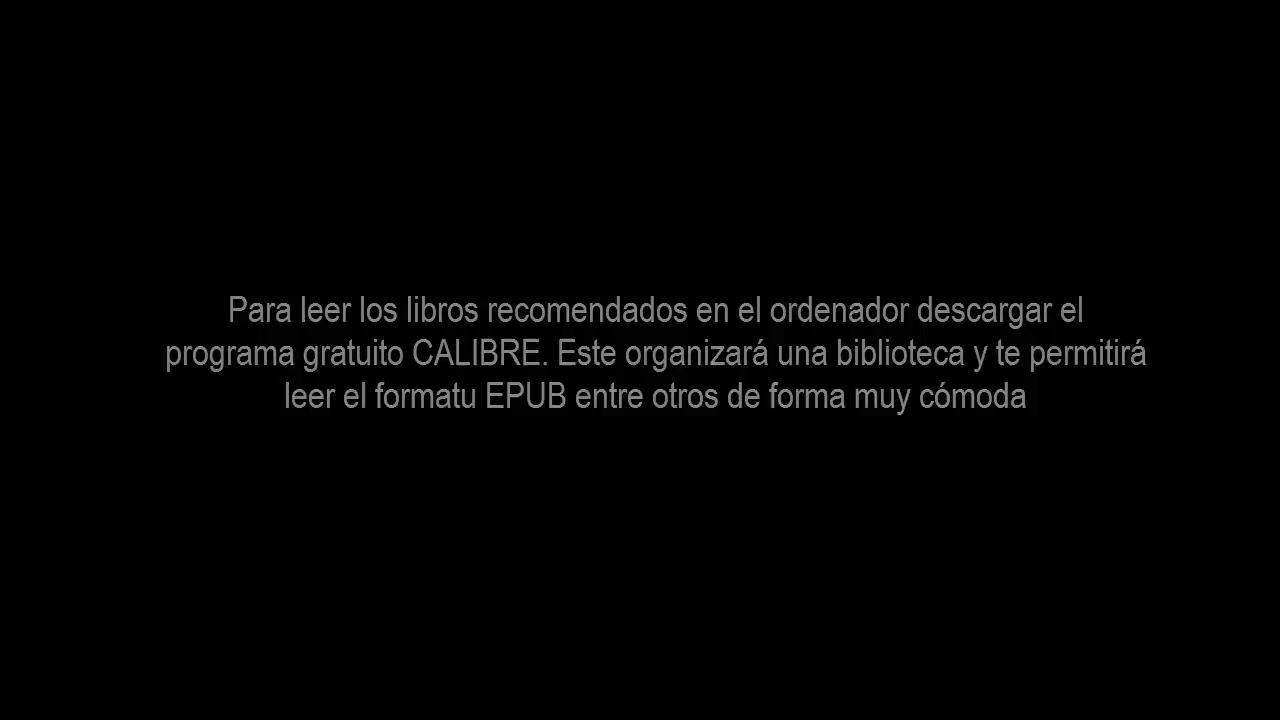 Para leer los libros recomendados en el ordenador descargar el
programa gratuito CALIBRE. Este organizará una biblioteca y te permitirá
leer el formatu EPUB entre otros de forma muy cómoda